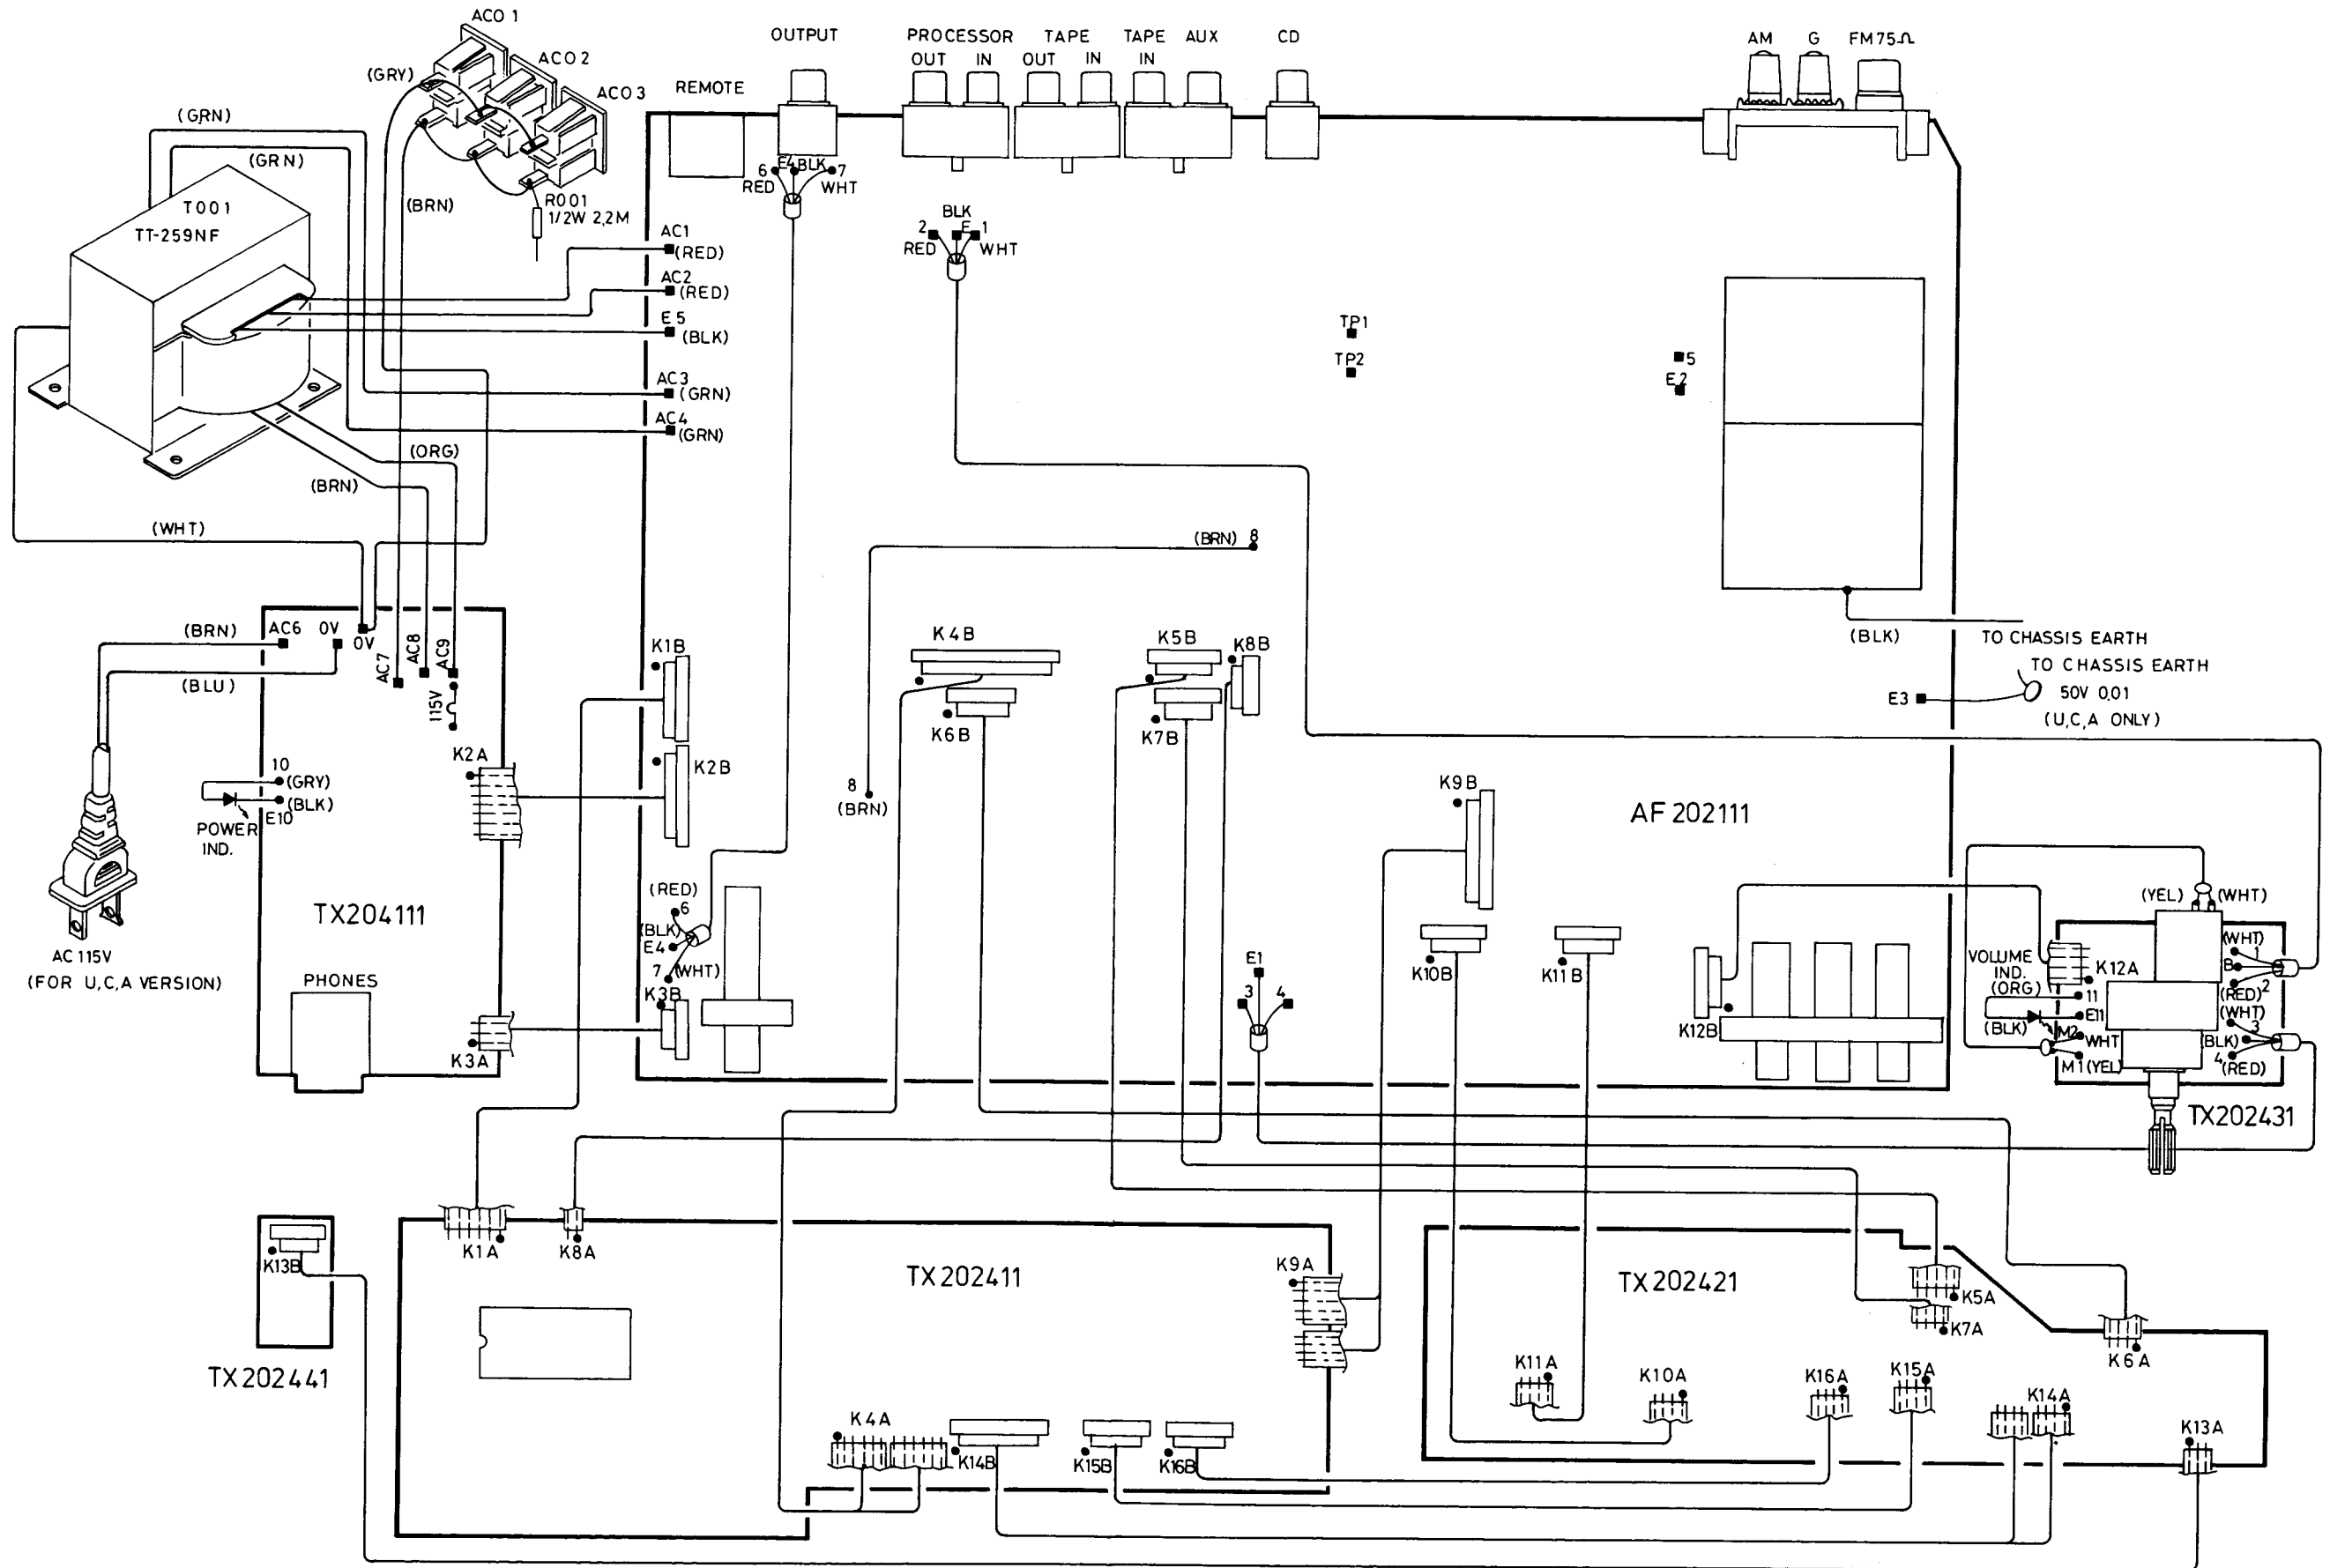 ACO 1
ACO 2
ACO 3
(GRY)
(GRN)
(GRN)
(BRN)
R001
1/2W 2,2M
T001
TT-259NF
(ORG)
(BRN)
(WHT)
REMOTE
OUTPUT
PROCESSOR
OUT IN
TAPE
OUT IN
TAPE
IN
AUX
CD
AM
G
FM75Ω
6 E4 BLK 7
RED WHT
BLK
2 E 1
RED WHT
AC1
(RED)
AC2
(RED)
E5
(BLK)
AC3
(GRN)
AC4
(GRN)
TP1
TP2
5
E2
(BRN) 8
8
(BRN)
(BLK)
TO CHASSIS EARTH
TO CHASSIS EARTH
E3
50V 0,01
(U,C,A ONLY)
(BRN)
(BLU)
AC6
0V
0V
AC7
AC8
AC9
115V
10
(GRY)
(BLK)
E10
POWER
IND.
K2A
TX204111
AC 115V
(FOR U,C,A VERSION)
PHONES
K3A
K1B
K2B
(RED)
6
(BLK)
E4
7 (WHT)
K3B
K4B
K6B
K5B
K7B
K8B
K9B
AF 202111
K10B
K11B
E1
3
4
K12B
(YEL)
(WHT)
VOLUME
IND.
(ORG)
K12A
11
E11
(BLK)
M2
WHT
M1 (YEL)
(WHT)
1
B
(RED) 2
(WHT)
3
(BLK)
4
(RED)
TX202431
K13B
TX202441
K1A
K8A
TX202411
K9A
K4A
K14B
K15B
K16B
TX202421
K5A
K7A
K6A
K11A
K10A
K16A
K15A
K14A
K13A